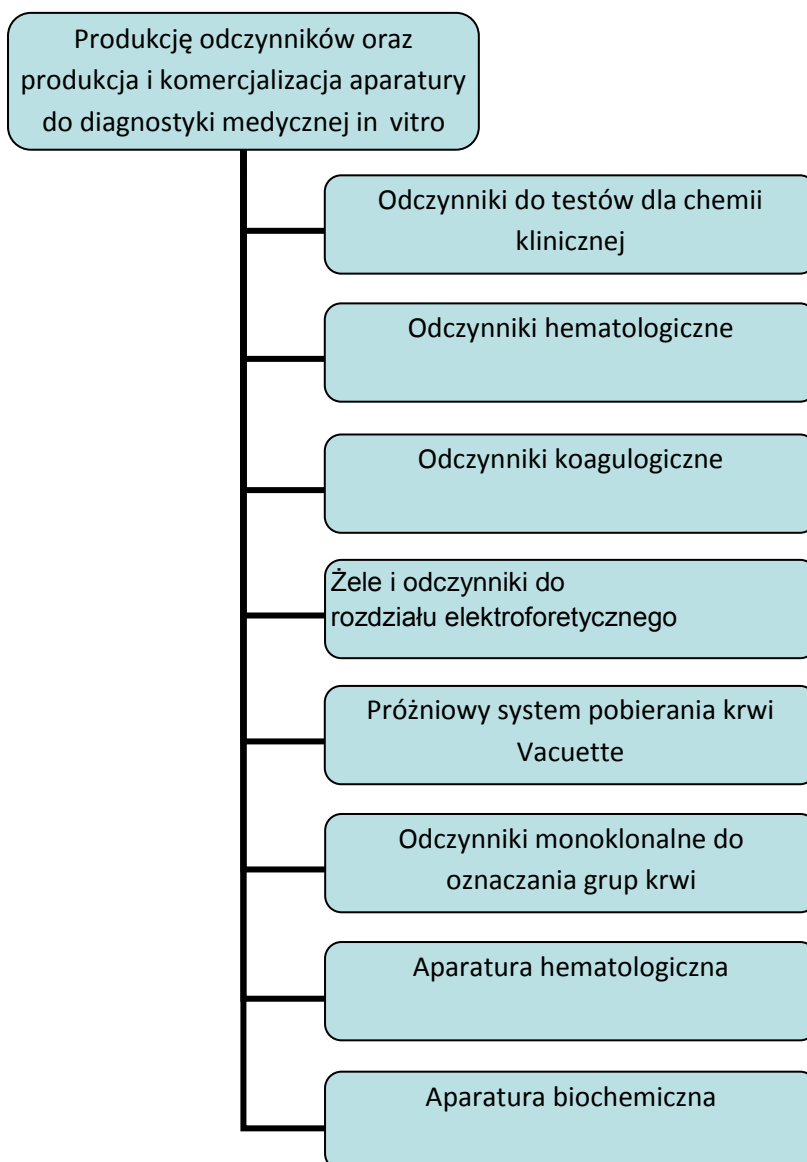 Produkcję odczynników oraz
produkcja i komercjalizacja aparatury
do diagnostyki medycznej in  vitro
Odczynniki do testów dla chemii
klinicznej
Odczynniki hematologiczne
Odczynniki koagulogiczne
Żele i odczynniki do
rozdziału elektroforetycznego
Próżniowy system pobierania krwi
Vacuette
Odczynniki monoklonalne do
oznaczania grup krwi
Aparatura hematologiczna
Aparatura biochemiczna